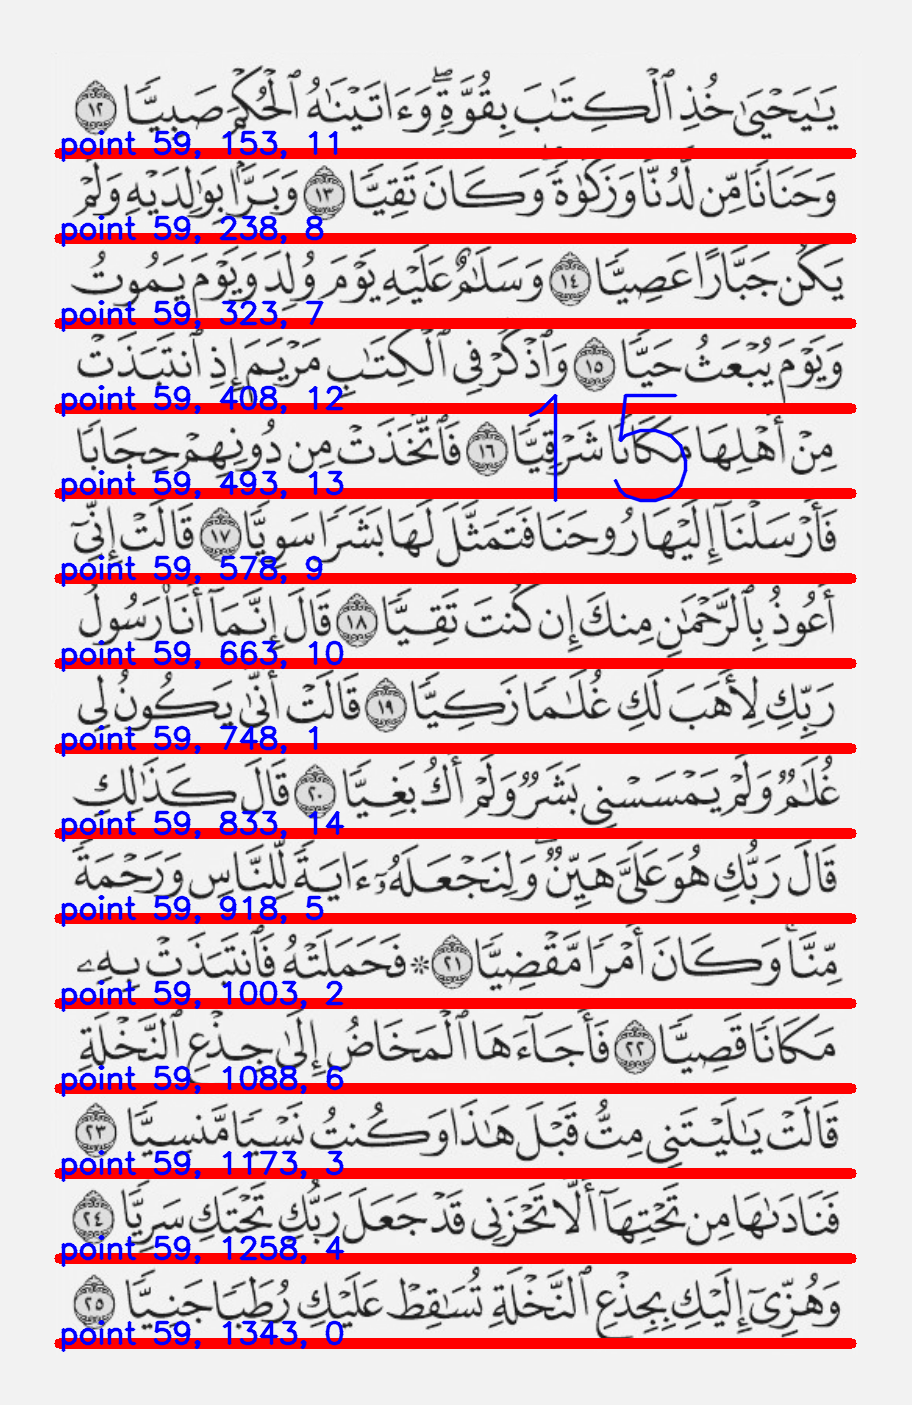 يَٰيَحْيَىٰ خُذِ ٱلْكِتَٰبَ بِقُوَّةٍۖ وَءَاتَيْنَٰهُ ٱلْحُكْمَ صَبِيًّا ١٢
point 59, 153, 11
وَحَنَانًا مِّن لَّدُنَّا وَزَكَوٰةًۖ وَكَانَ تَقِيًّا ١٣ وَبَرًّۢا بِوَٰلِدَيْهِ وَلَمْ
point 59, 238, 8
يَكُن جَبَّارًا عَصِيًّا ١٤ وَسَلَٰمٌ عَلَيْهِ يَوْمَ وُلِدَ وَيَوْمَ يَمُوتُ
point 59, 323, 7
وَيَوْمَ يُبْعَثُ حَيًّا ١٥ وَٱذْكُرْ فِى ٱلْكِتَٰبِ مَرْيَمَ إِذِ ٱنتَبَذَتْ
point 59, 408, 12
15
مِنْ أَهْلِهَا مَكَانًا شَرْقِيًّا ١٦ فَٱتَّخَذَتْ مِن دُونِهِمْ حِجَابًا
point 59, 493, 13
فَأَرْسَلْنَآ إِلَيْهَا رُوحَنَا فَتَمَثَّلَ لَهَا بَشَرًا سَوِيًّا ١٧ قَالَتْ إِنِّىٓ
point 59, 578, 9
أَعُوذُ بِٱلرَّحْمَٰنِ مِنكَ إِن كُنتَ تَقِيًّا ١٨ قَالَ إِنَّمَآ أَنَا۠ رَسُولُ
point 59, 663, 10
رَبِّكِ لِأَهَبَ لَكِ غُلَٰمًا زَكِيًّا ١٩ قَالَتْ أَنَّىٰ يَكُونُ لِى
point 59, 748, 1
غُلَٰمٌ وَلَمْ يَمْسَسْنِى بَشَرٌ وَلَمْ أَكُ بَغِيًّا ٢٠ قَالَ كَذَٰلِكِ
point 59, 833, 14
قَالَ رَبُّكِ هُوَ عَلَىَّ هَيِّنٌۖ وَلِنَجْعَلَهُۥٓ ءَايَةً لِّلنَّاسِ وَرَحْمَةً
point 59, 918, 5
مِّنَّاۚ وَكَانَ أَمْرًا مَّقْضِيًّا ٢١ ۞ فَحَمَلَتْهُ فَٱنتَبَذَتْ بِهِۦ
point 59, 1003, 2
مَكَانًا قَصِيًّا ٢٢ فَأَجَآءَهَا ٱلْمَخَاضُ إِلَىٰ جِذْعِ ٱلنَّخْلَةِ
point 59, 1088, 6
قَالَتْ يَٰلَيْتَنِى مِتُّ قَبْلَ هَٰذَا وَكُنتُ نَسْيًا مَّنسِيًّا ٢٣
point 59, 1173, 3
فَنَادَىٰهَا مِن تَحْتِهَآ أَلَّا تَحْزَنِى قَدْ جَعَلَ رَبُّكِ تَحْتَكِ سَرِيًّا ٢٤
point 59, 1258, 4
وَهُزِّىٓ إِلَيْكِ بِجِذْعِ ٱلنَّخْلَةِ تُسَٰقِطْ عَلَيْكِ رُطَبًا جَنِيًّا ٢٥
point 59, 1343, 0